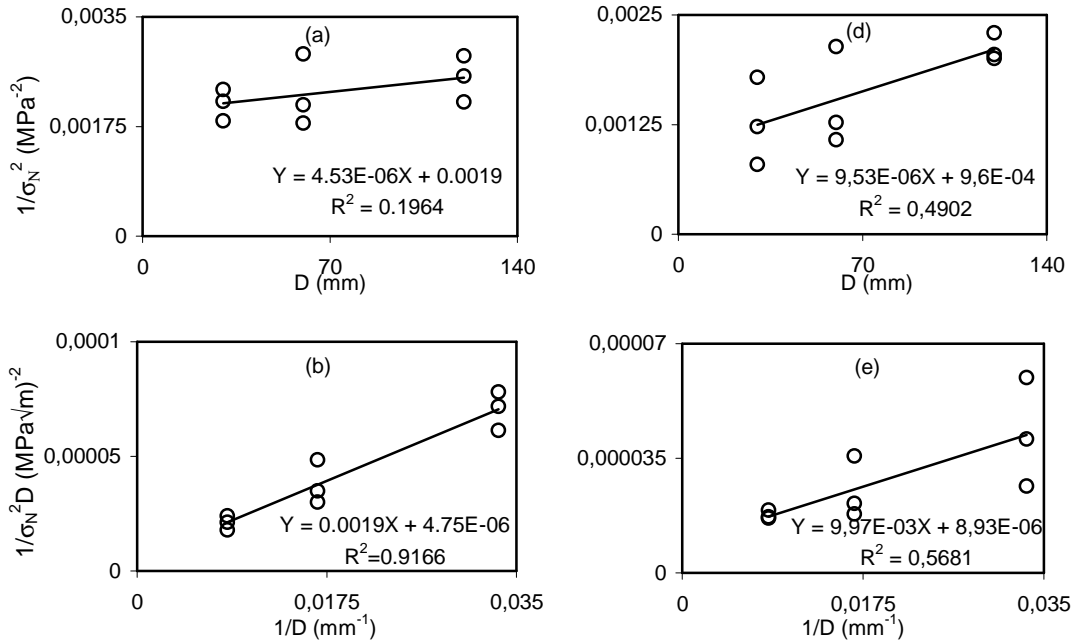 0,0035
0,00175
0
0
70
140
D (mm)
1/σN² (MPa⁻²)
(a)
Y = 4.53E-06X + 0.0019
R² = 0.1964
0,0025
0,00125
0
0
70
140
D (mm)
(d)
Y = 9,53E-06X + 9,6E-04
R² = 0,4902
0,0001
0,00005
0
0
0,0175
0,035
1/D (mm⁻¹)
1/σN²D (MPa√m)⁻²
(b)
Y = 0.0019X + 4.75E-06
R²=0.9166
0,00007
0,000035
0
0
0,0175
0,035
1/D (mm⁻¹)
(e)
Y = 9,97E-03X + 8,93E-06
R² = 0,5681